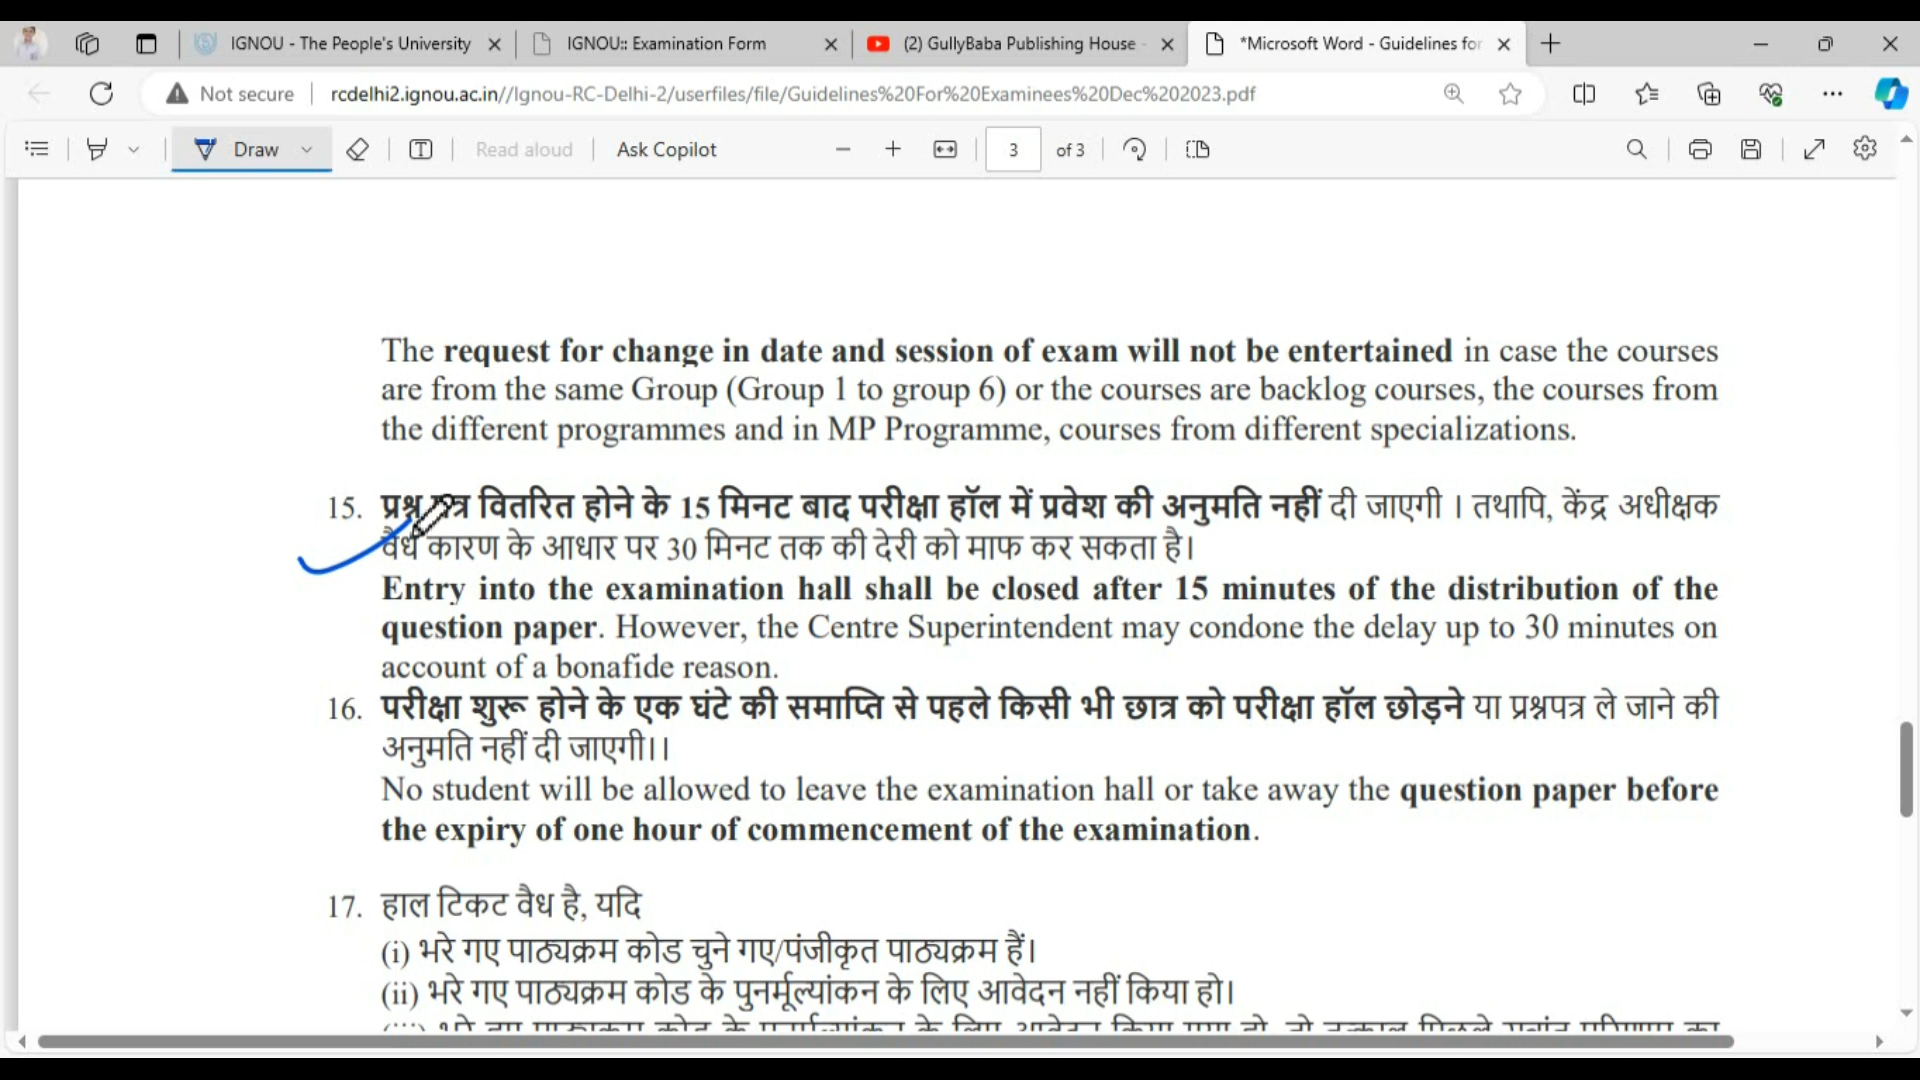 IGNOU - The People's University
IGNOU:: Examination Form
(2) GullyBaba Publishing House -
*Microsoft Word - Guidelines for
Not secure
rcdelhi2.ignou.ac.in//Ignou-RC-Delhi-2/userfiles/file/Guidelines%20For%20Examinees%20Dec%202023.pdf
Draw
Read aloud
Ask Copilot
3 of 3
The request for change in date and session of exam will not be entertained in case the courses
are from the same Group (Group 1 to group 6) or the courses are backlog courses, the courses from
the different programmes and in MP Programme, courses from different specializations.
15. प्रश्न पत्र वितरित होने के 15 मिनट बाद परीक्षा हॉल में प्रवेश की अनुमति नहीं दी जाएगी । तथापि, केंद्र अधीक्षक
वैध कारण के आधार पर 30 मिनट तक की देरी को माफ कर सकता है।
Entry into the examination hall shall be closed after 15 minutes of the distribution of the
question paper. However, the Centre Superintendent may condone the delay up to 30 minutes on
account of a bonafide reason.
16. परीक्षा शुरू होने के एक घंटे की समाप्ति से पहले किसी भी छात्र को परीक्षा हॉल छोड़ने या प्रश्नपत्र ले जाने की
अनुमति नहीं दी जाएगी।।
No student will be allowed to leave the examination hall or take away the question paper before
the expiry of one hour of commencement of the examination.
17. हाल टिकट वैध है, यदि
(i) भरे गए पाठ्यक्रम कोड चुने गए/पंजीकृत पाठ्यक्रम हैं।
(ii) भरे गए पाठ्यक्रम कोड के पुनर्मूल्यांकन के लिए आवेदन नहीं किया हो।